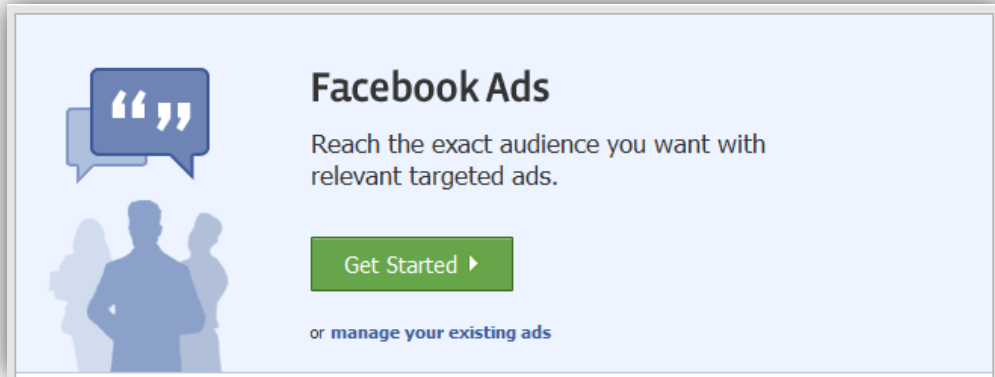 “ ”
Facebook Ads
Reach the exact audience you want with
relevant targeted ads.
Get Started
or manage your existing ads